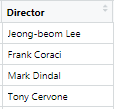 Director
Jeong-beom Lee
Frank Coraci
Mark Dindal
Tony Cervone